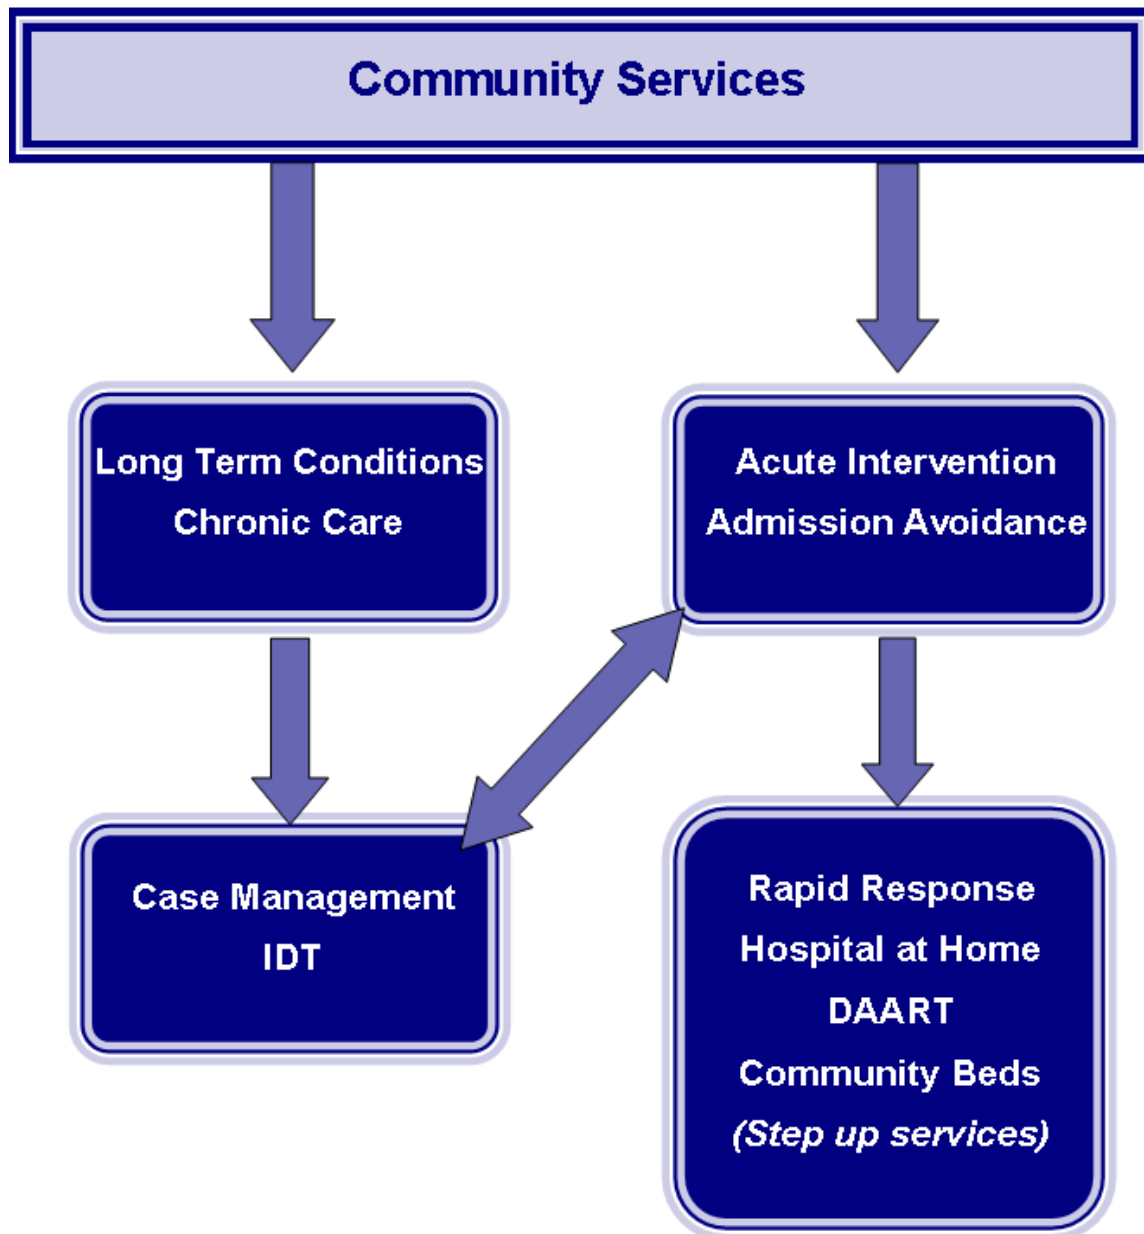 Community Services
Long Term Conditions
Chronic Care
Acute Intervention
Admission Avoidance
Case Management
IDT
Rapid Response
Hospital at Home
DAART
Community Beds
(Step up services)